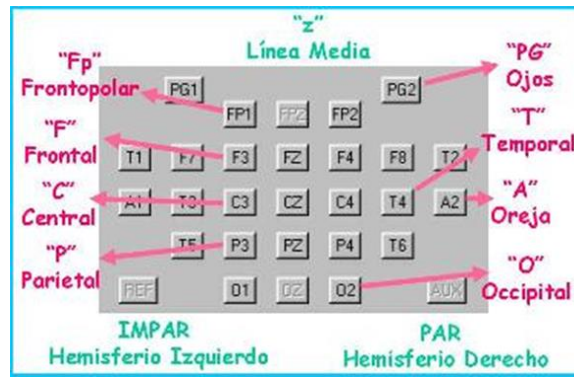 “z”
Línea Media
“Fp”
Frontopolar
“PG”
Ojos
PG1 PG2
FP1 FPZ FP2
“F”
Frontal
“T”
Temporal
T1 F7 F3 FZ F4 F8 T2
“C”
Central
“A”
Oreja
A1 T3 C3 CZ C4 T4 A2
“P”
Parietal
T5 P3 PZ P4 T6
“O”
Occipital
REF O1 OZ O2 AUX
IMPAR
Hemisferio Izquierdo
PAR
Hemisferio Derecho